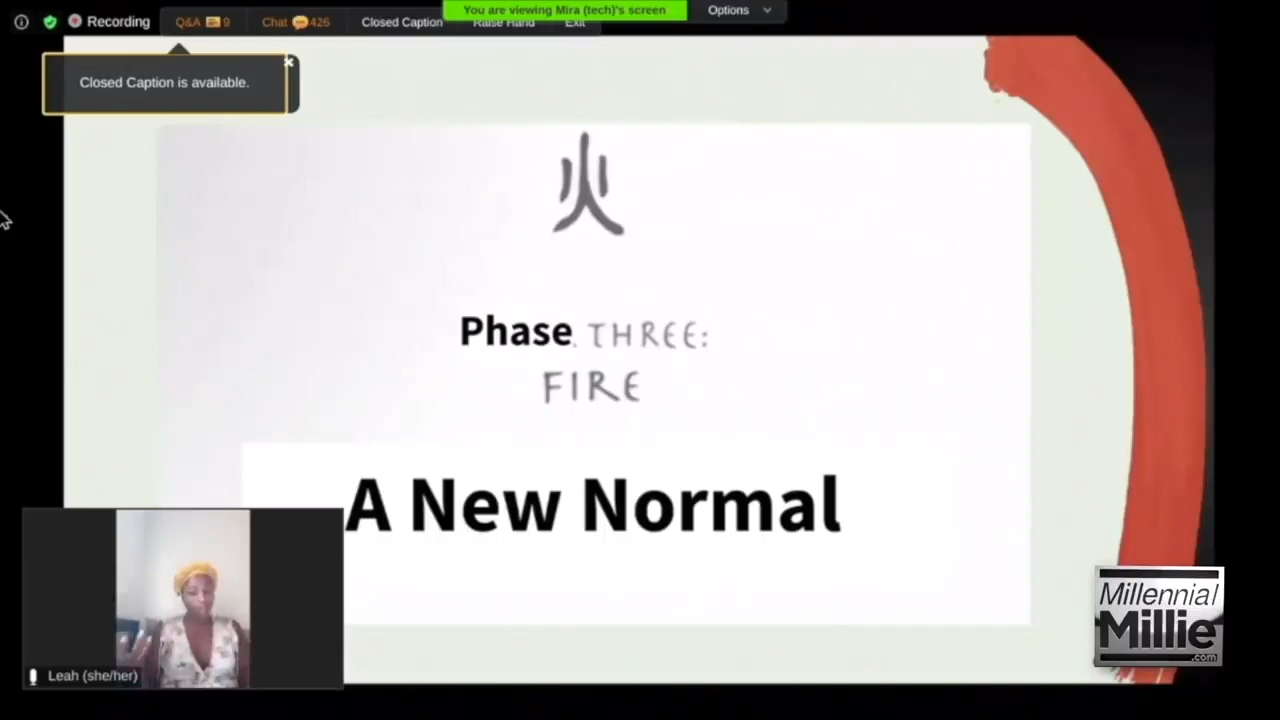 You are viewing Mira (tech)'s screen
Options
Recording
Q&A 9
Chat 426
Closed Caption
Raise Hand
Exit
Closed Caption is available.
火
Phase THREE:
FIRE
A New Normal
Leah (she/her)
Millennial
Millie
.com